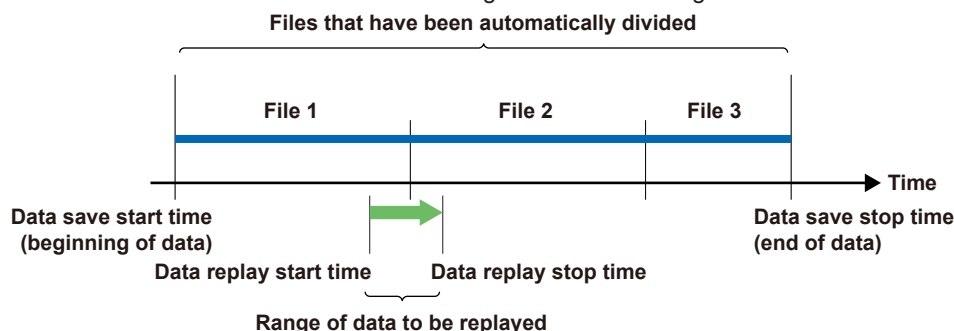 Files that have been automatically divided
File 1
File 2
File 3
Time
Data save start time
(beginning of data)
Data save stop time
(end of data)
Data replay start time
Data replay stop time
Range of data to be replayed